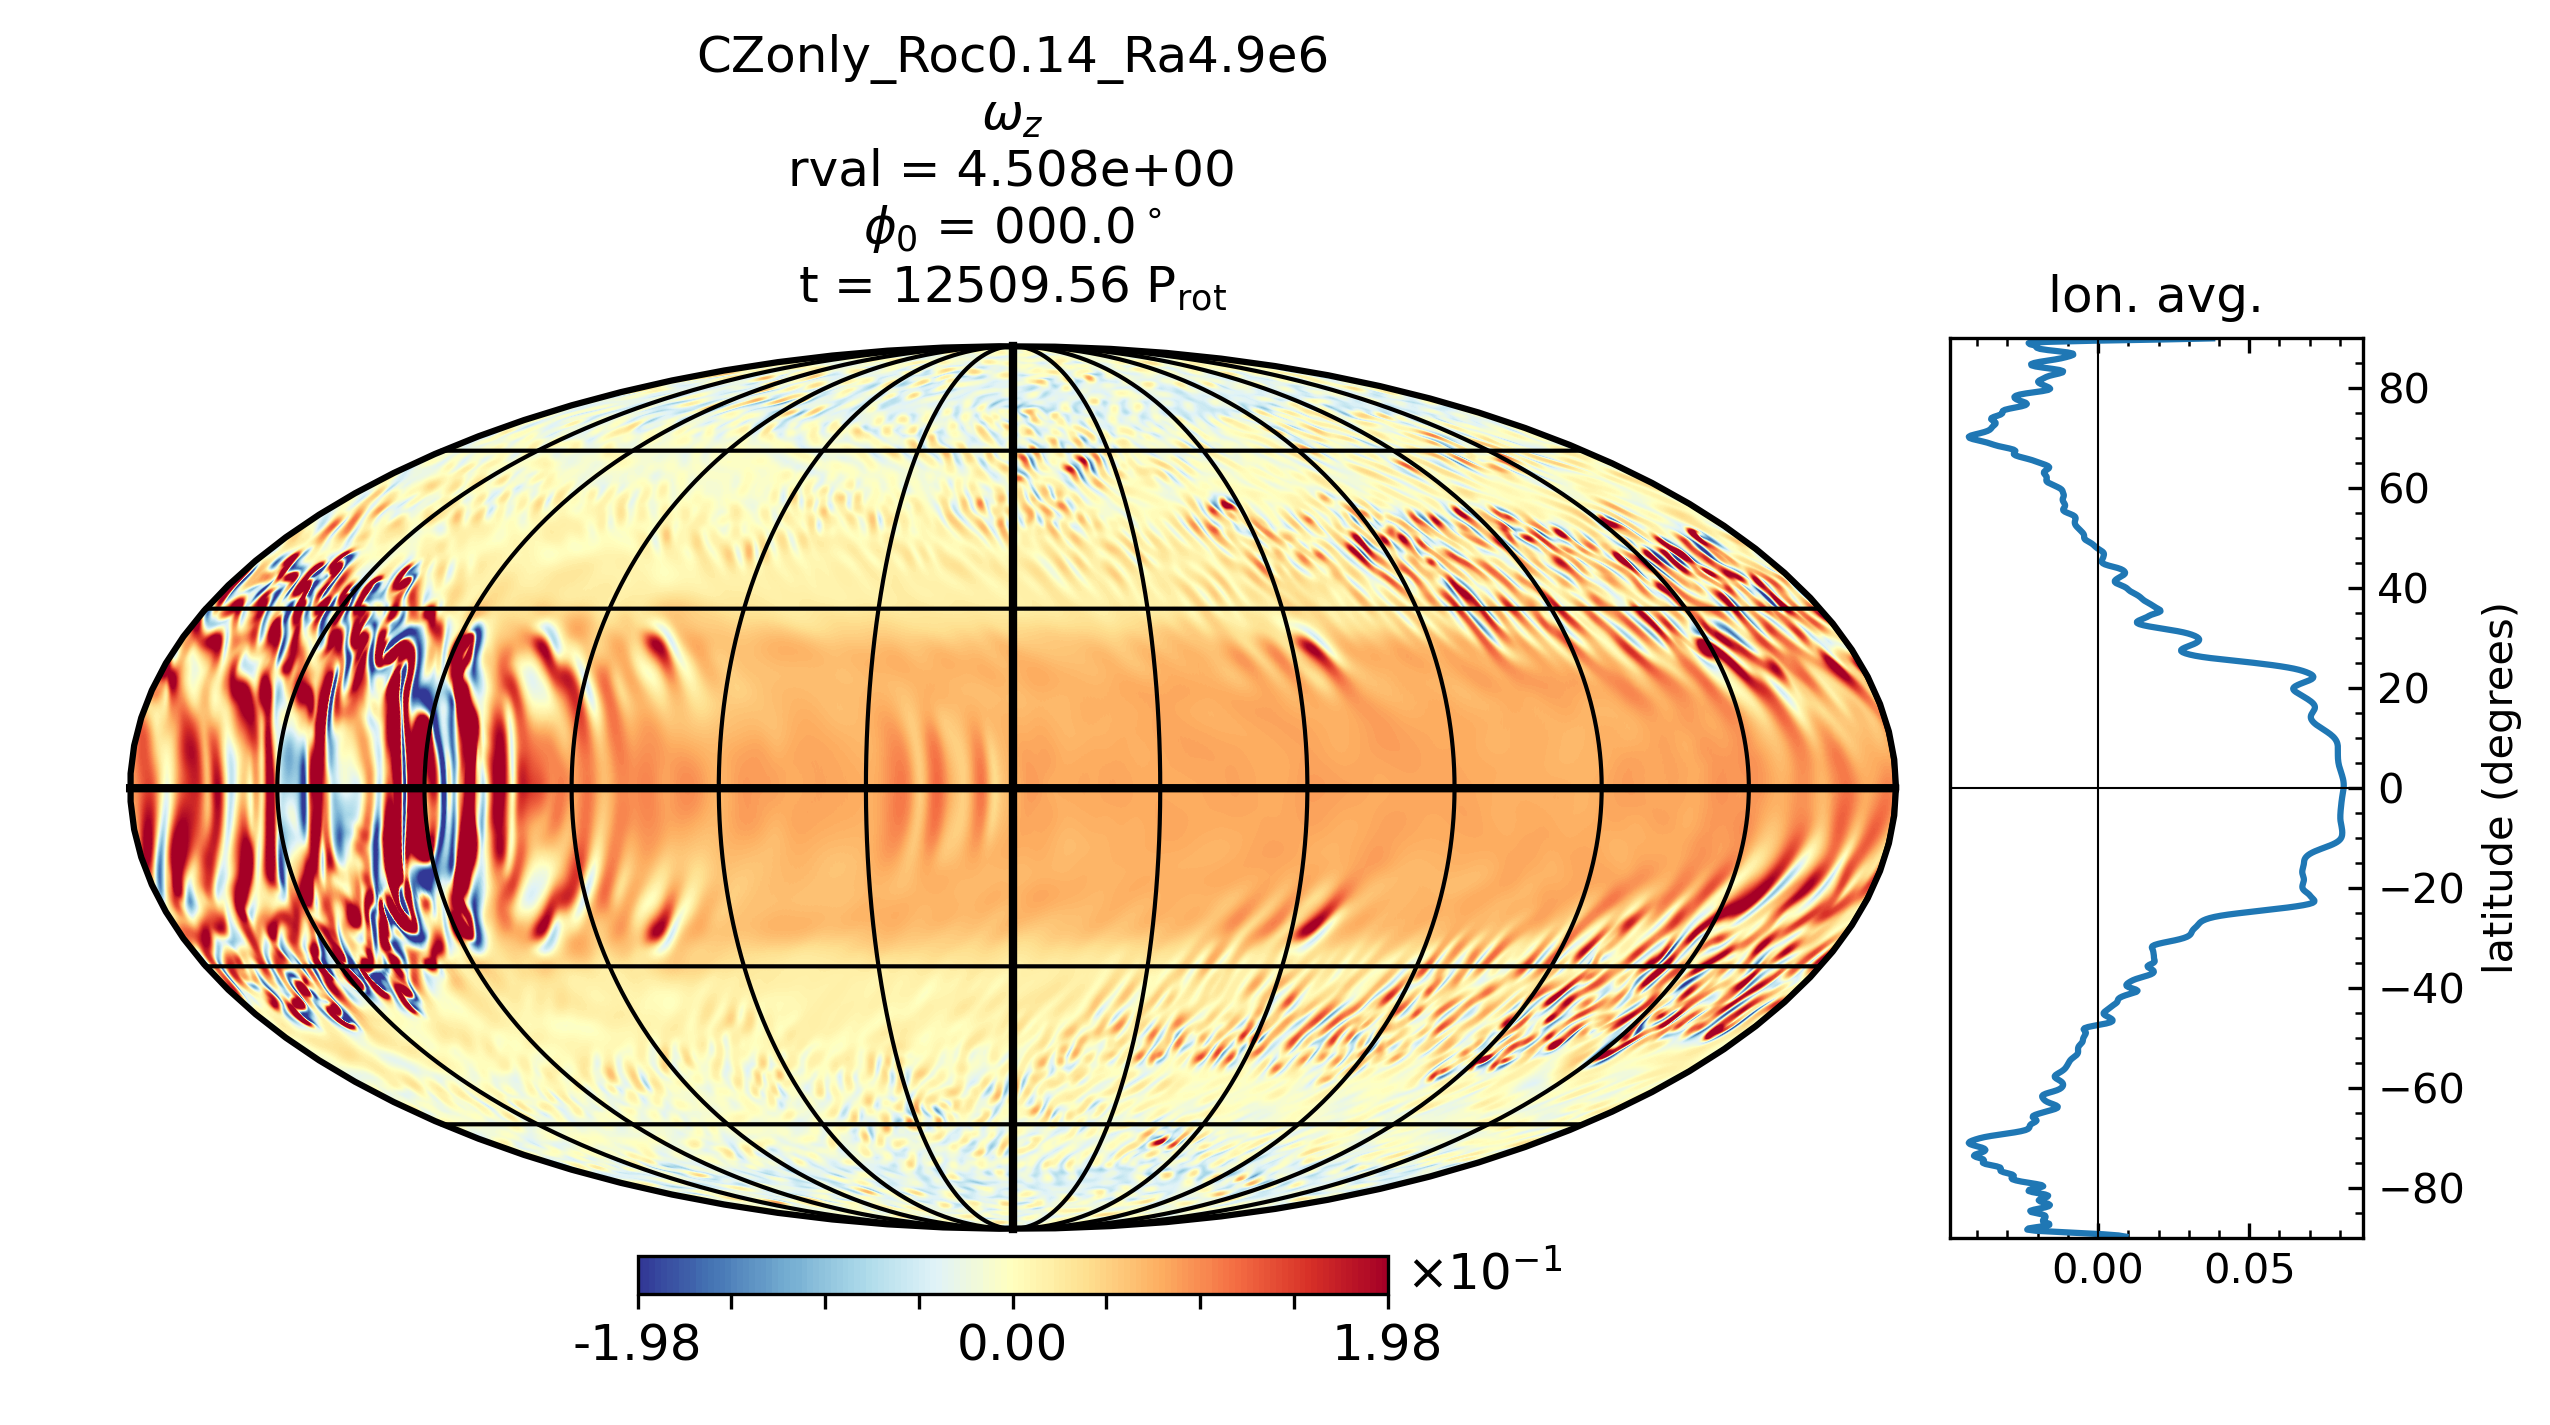 CZonly_Roc0.14_Ra4.9e6
ω_z
rval = 4.508e+00
ϕ₀ = 000.0°
t = 12509.56 P_rot
lon. avg.
80
60
40
20
0
−20
−40
−60
−80
latitude (degrees)
0.00 0.05
×10⁻¹
-1.98 0.00 1.98